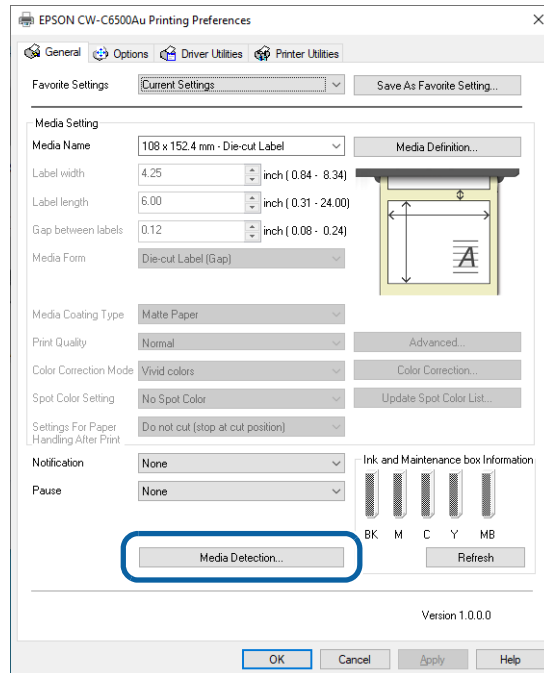 EPSON CW-C6500Au Printing Preferences
General Options Driver Utilities Printer Utilities
Favorite Settings Current Settings Save As Favorite Setting...
Media Setting
Media Name 108 x 152.4 mm - Die-cut Label Media Definition...
Label width 4.25 inch ( 0.84 - 8.34)
Label length 6.00 inch ( 0.31 - 24.00)
Gap between labels 0.12 inch ( 0.08 - 0.24)
Media Form Die-cut Label (Gap)
A
Media Coating Type Matte Paper
Print Quality Normal Advanced...
Color Correction Mode Vivid colors Color Correction...
Spot Color Setting No Spot Color Update Spot Color List...
Settings For Paper Handling After Print Do not cut (stop at cut position)
Notification None Ink and Maintenance box Information
Pause None
BK M C Y MB
Media Detection... Refresh
Version 1.0.0.0
OK Cancel Apply Help